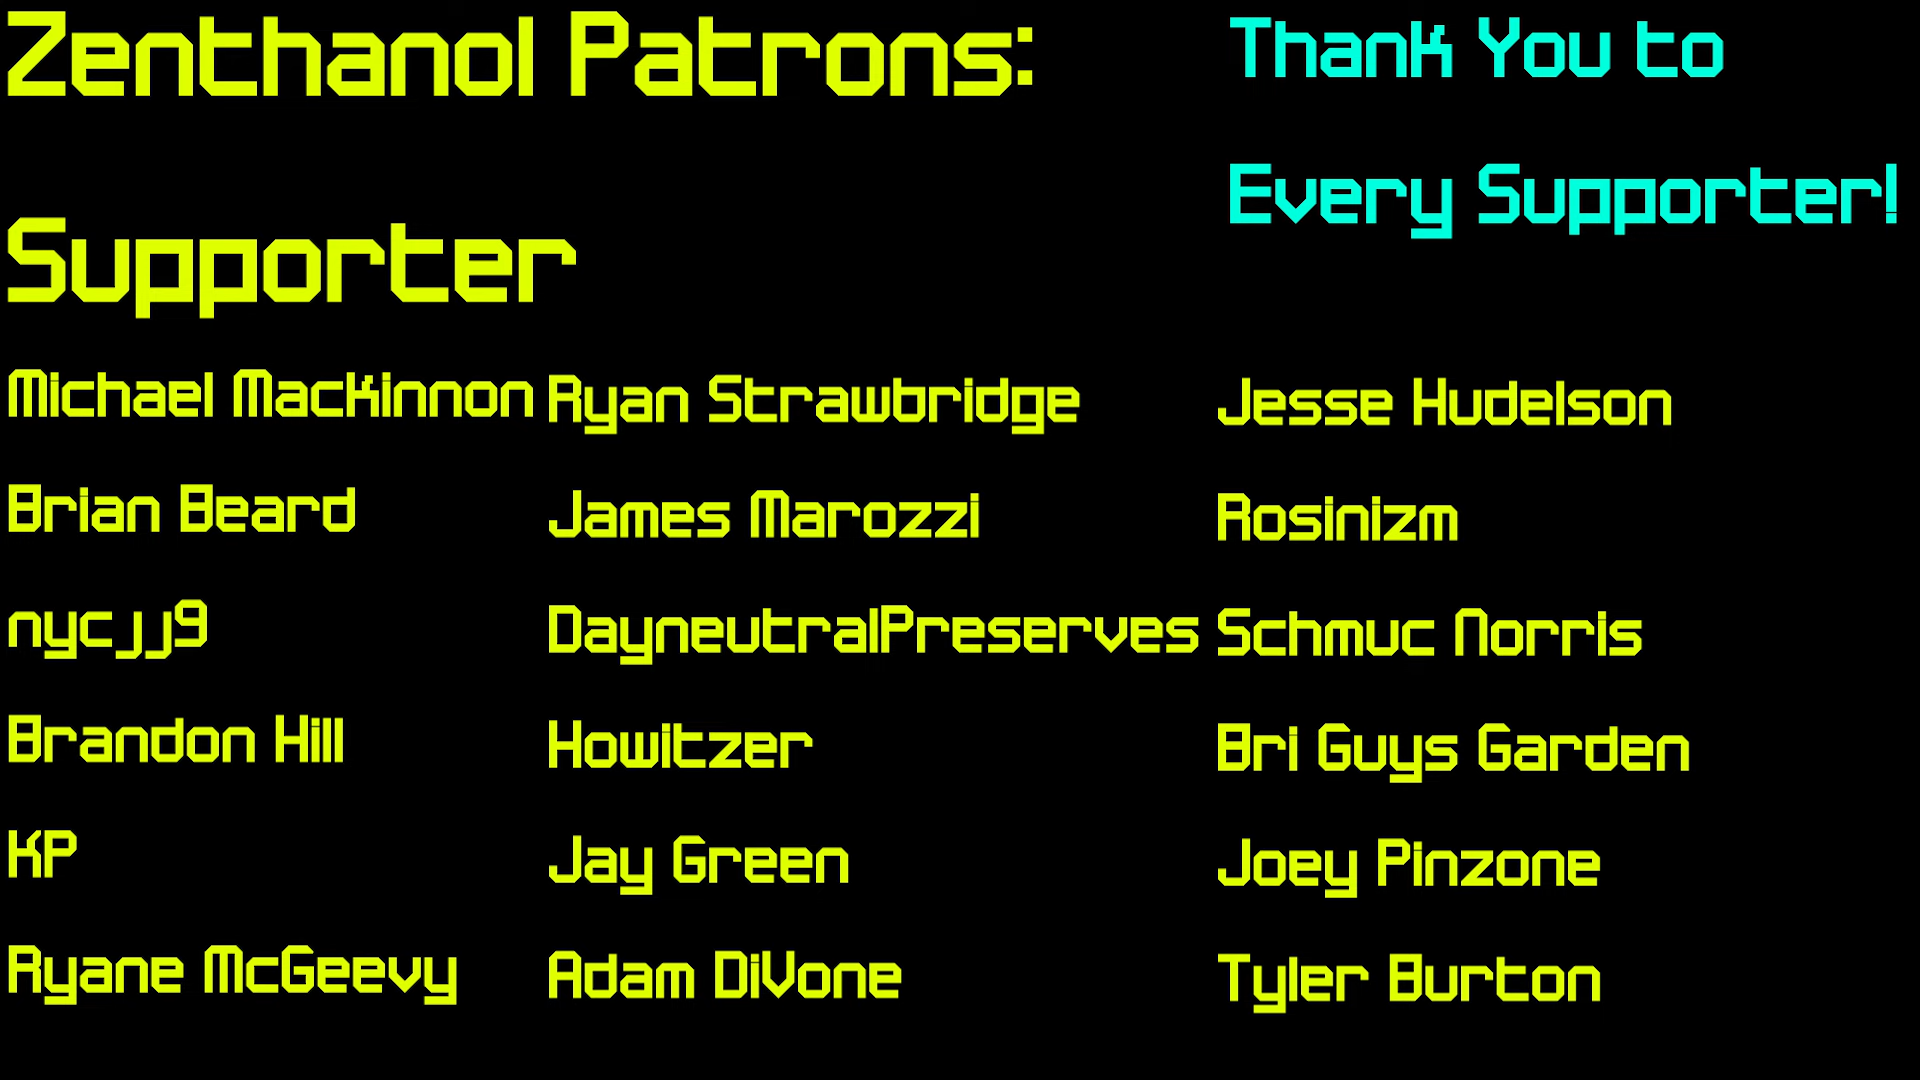 Zenthanol Patrons:
Thank You to
Every Supporter!
Supporter
Michael Mackinnon
Brian Beard
nycjj9
Brandon Hill
KP
Ryane McGeevy
Ryan Strawbridge
James Marozzi
DayneutralPreserves
Howitzer
Jay Green
Adam DiVone
Jesse Hudelson
Rosinizm
Schmuc Norris
Bri Guys Garden
Joey Pinzone
Tyler Burton